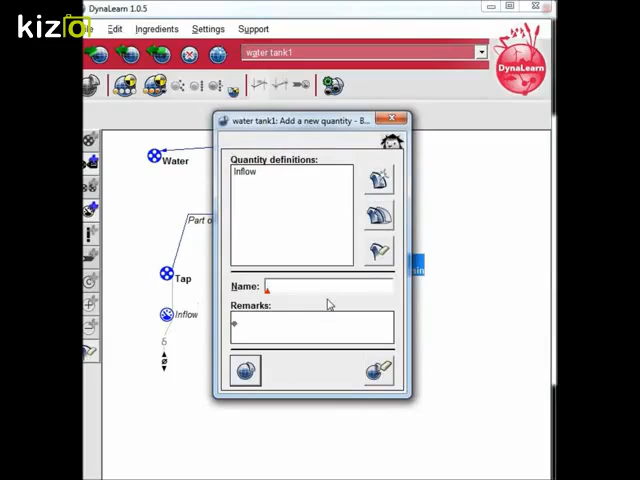 kizoa
DynaLearn 1.0.5
Edit
Ingredients
Settings
Support
water tank1
DynaLearn
water tank1: Add a new quantity - B...
Quantity definitions:
Inflow
Water
Part o
Tap
Inflow
δ
Name:
Remarks: